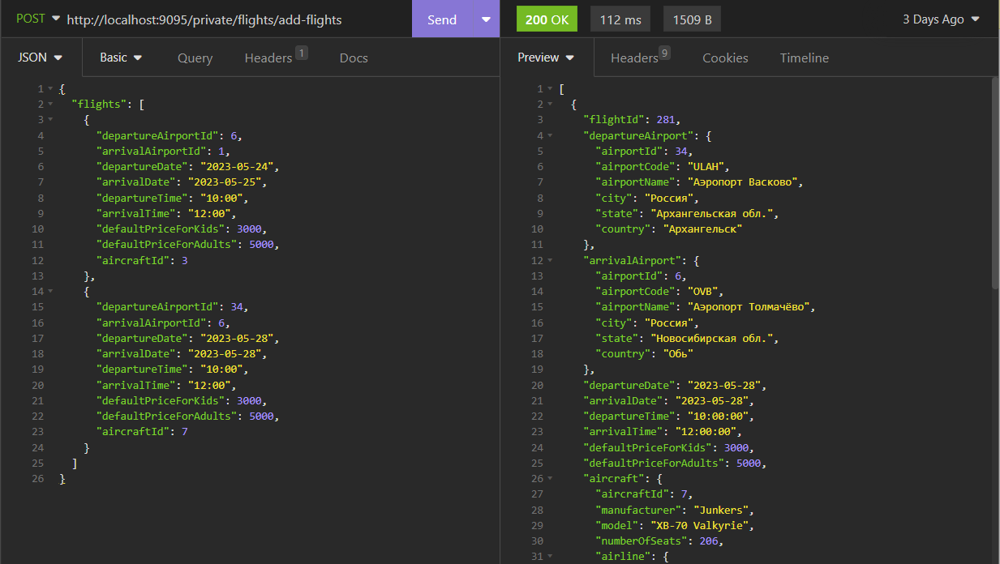 POST http://localhost:9095/private/flights/add-flights Send 200 OK 112 ms 1509 B 3 Days Ago
JSON Basic Query Headers 1 Docs Preview Headers 9 Cookies Timeline
1 {
2 "flights": [
3 {
4 "departureAirportId": 6,
5 "arrivalAirportId": 1,
6 "departureDate": "2023-05-24",
7 "arrivalDate": "2023-05-25",
8 "departureTime": "10:00",
9 "arrivalTime": "12:00",
10 "defaultPriceForKids": 3000,
11 "defaultPriceForAdults": 5000,
12 "aircraftId": 3
13 },
14 {
15 "departureAirportId": 34,
16 "arrivalAirportId": 6,
17 "departureDate": "2023-05-28",
18 "arrivalDate": "2023-05-28",
19 "departureTime": "10:00",
20 "arrivalTime": "12:00",
21 "defaultPriceForKids": 3000,
22 "defaultPriceForAdults": 5000,
23 "aircraftId": 7
24 }
25 ]
26 }
1 [
2 {
3 "flightId": 281,
4 "departureAirport": {
5 "airportId": 34,
6 "airportCode": "ULAH",
7 "airportName": "Аэропорт Васково",
8 "city": "Россия",
9 "state": "Архангельская обл.",
10 "country": "Архангельск"
11 },
12 "arrivalAirport": {
13 "airportId": 6,
14 "airportCode": "OVB",
15 "airportName": "Аэропорт Толмачёво",
16 "city": "Россия",
17 "state": "Новосибирская обл.",
18 "country": "Обь"
19 },
20 "departureDate": "2023-05-28",
21 "arrivalDate": "2023-05-28",
22 "departureTime": "10:00:00",
23 "arrivalTime": "12:00:00",
24 "defaultPriceForKids": 3000,
25 "defaultPriceForAdults": 5000,
26 "aircraft": {
27 "aircraftId": 7,
28 "manufacturer": "Junkers",
29 "model": "XB-70 Valkyrie",
30 "numberOfSeats": 206,
31 "airline": {